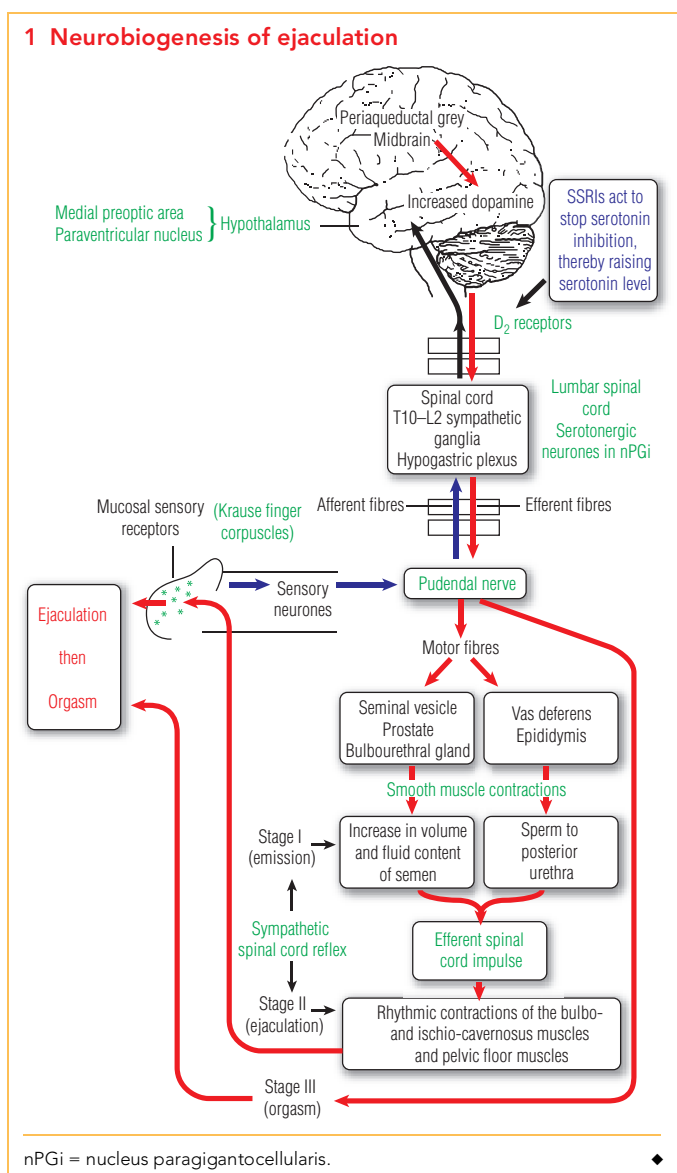 1 Neurobiogenesis of ejaculation
Periaqueductal grey
Midbrain
Increased dopamine
Medial preoptic area
Paraventricular nucleus
} Hypothalamus
SSRIs act to
stop serotonin
inhibition,
thereby raising
serotonin level
D₂ receptors
Spinal cord
T10–L2 sympathetic
ganglia
Hypogastric plexus
Lumbar spinal
cord
Serotonergic
neurones in nPGi
Afferent fibres
Efferent fibres
Mucosal sensory
receptors
(Krause finger
corpuscles)
Sensory
neurones
Pudendal nerve
Ejaculation
then
Orgasm
Motor fibres
Seminal vesicle
Prostate
Bulbourethral gland
Vas deferens
Epididymis
Smooth muscle contractions
Stage I
(emission)
Increase in volume
and fluid content
of semen
Sperm to
posterior
urethra
Sympathetic
spinal cord reflex
Efferent spinal
cord impulse
Stage II
(ejaculation)
Rhythmic contractions of the bulbo-
and ischio-cavernosus muscles
and pelvic floor muscles
Stage III
(orgasm)
nPGi = nucleus paragigantocellularis.